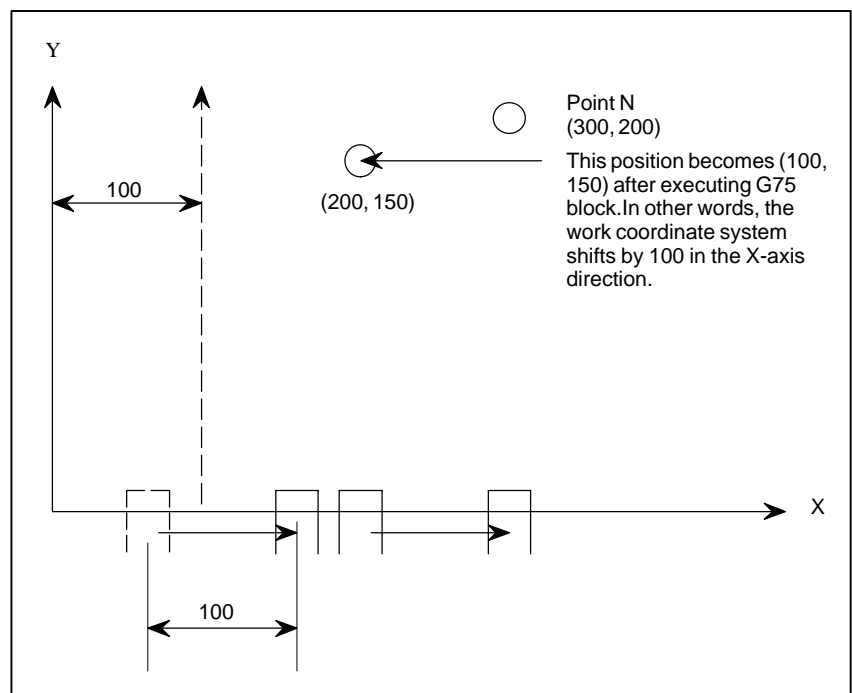 Y
Point N
(300, 200)
This position becomes (100,
150) after executing G75
block.In other words, the
work coordinate system
shifts by 100 in the X-axis
direction.
100
(200, 150)
X
100